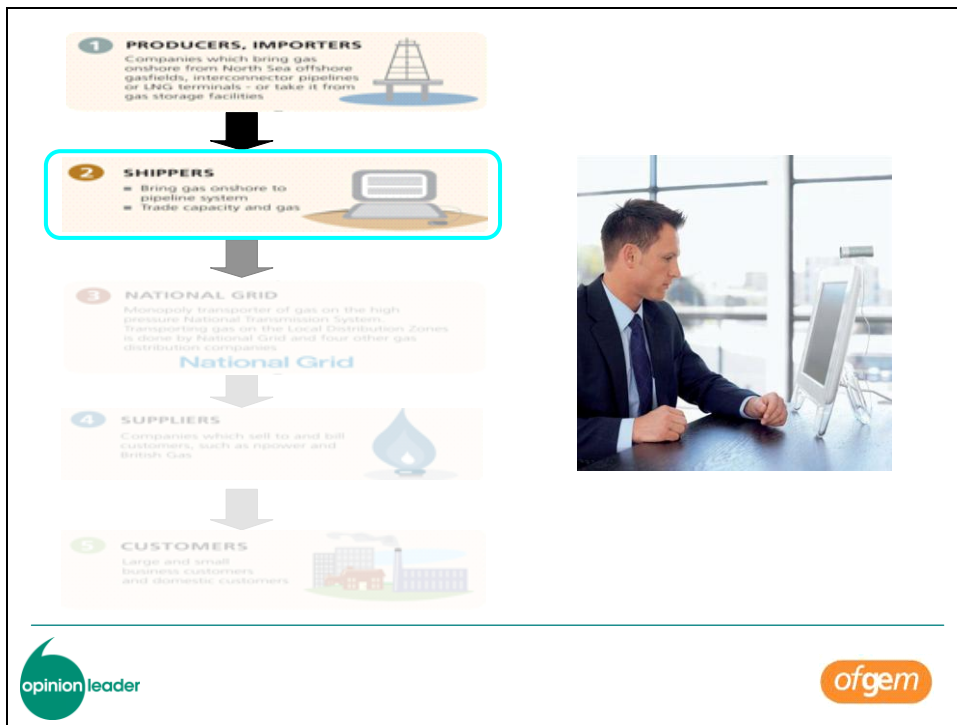 1 PRODUCERS, IMPORTERS
Companies which bring gas
onshore from North Sea offshore
gasfields, interconnector pipelines
or LNG terminals - or take it from
gas storage facilities
2 SHIPPERS
Bring gas onshore to
pipeline system
Trade capacity and gas
3 NATIONAL GRID
Monopoly transporter of gas on the high
pressure National Transmission System
Transporting gas on the Local Distribution Zones
is done by National Grid and four other gas
distribution companies
National Grid
4 SUPPLIERS
Companies which sell to and bill
customers, such as npower and
British Gas
5 CUSTOMERS
Large and small
business customers
and domestic customers
opinion leader
ofgem